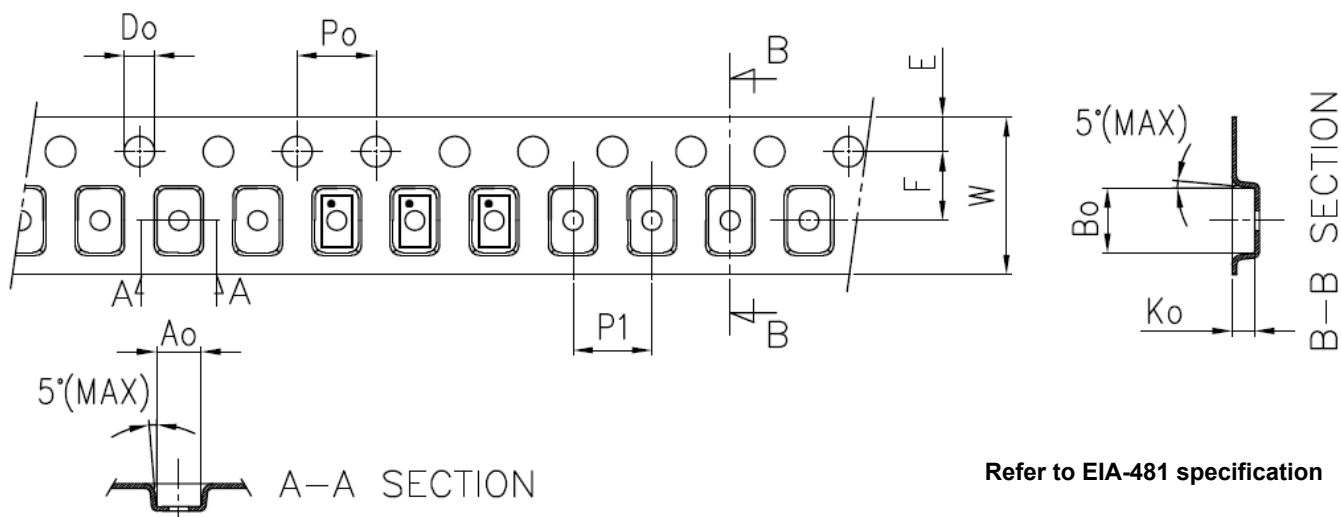 Do
Po
B
E
5°(MAX)
F
W
Bo
B-B SECTION
A
A
Ko
P1
B
Ao
5°(MAX)
A-A SECTION
Refer to EIA-481 specification